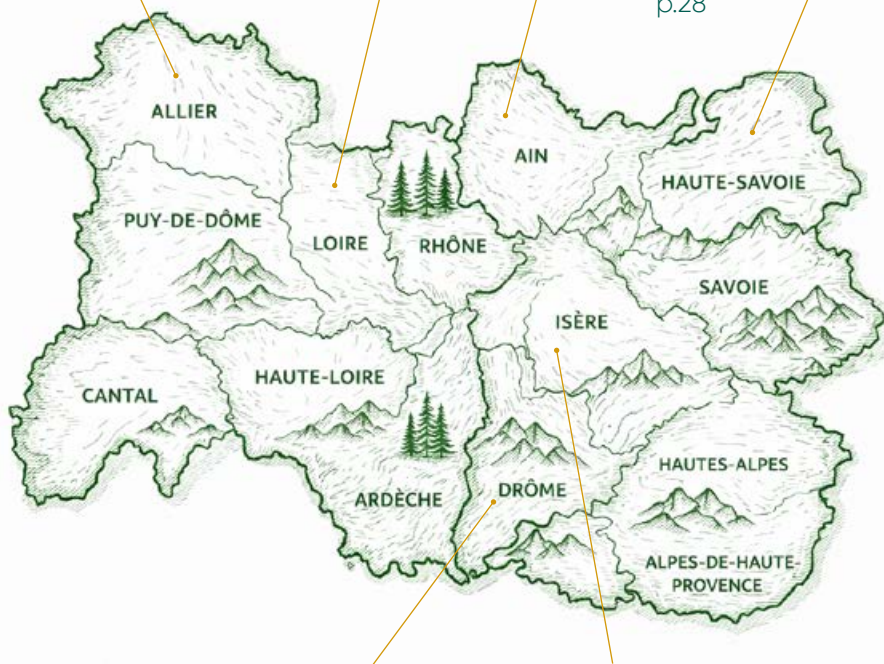 p.28
ALLIER
AIN
HAUTE-SAVOIE
PUY-DE-DÔME
LOIRE
RHÔNE
SAVOIE
ISÈRE
HAUTE-LOIRE
CANTAL
HAUTES-ALPES
DRÔME
ARDÈCHE
ALPES-DE-HAUTE-
PROVENCE